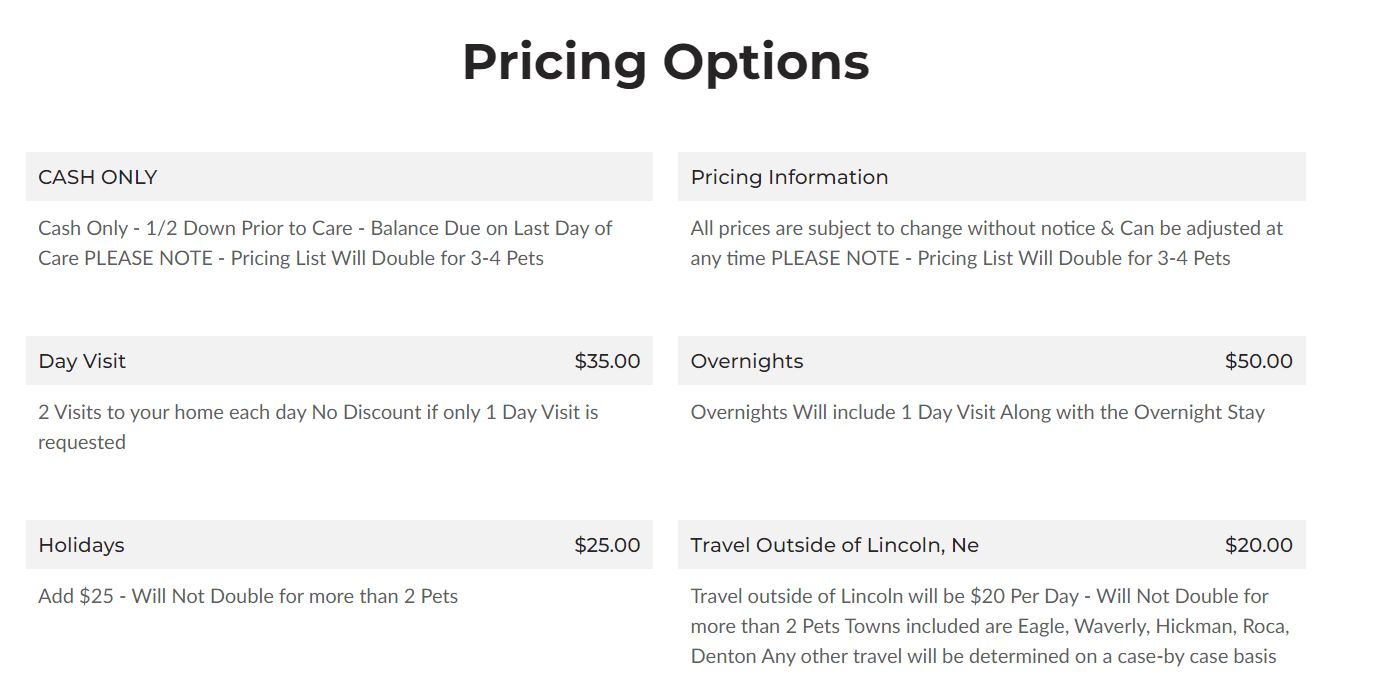 Pricing Options
CASH ONLY
Cash Only - 1/2 Down Prior to Care - Balance Due on Last Day of
Care PLEASE NOTE - Pricing List Will Double for 3-4 Pets
Pricing Information
All prices are subject to change without notice & Can be adjusted at
any time PLEASE NOTE - Pricing List Will Double for 3-4 Pets
Day Visit $35.00
2 Visits to your home each day No Discount if only 1 Day Visit is
requested
Overnights $50.00
Overnights Will include 1 Day Visit Along with the Overnight Stay
Holidays $25.00
Add $25 - Will Not Double for more than 2 Pets
Travel Outside of Lincoln, Ne $20.00
Travel outside of Lincoln will be $20 Per Day - Will Not Double for
more than 2 Pets Towns included are Eagle, Waverly, Hickman, Roca,
Denton Any other travel will be determined on a case-by case basis